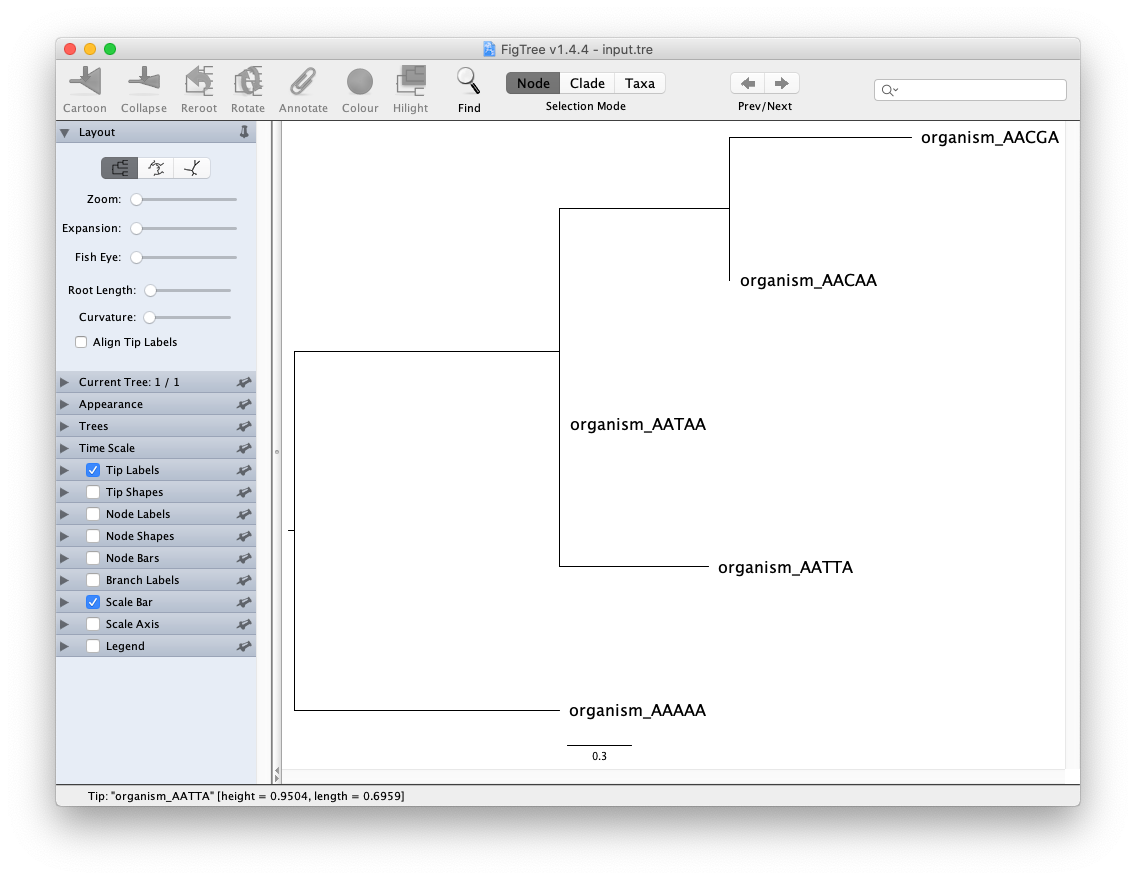 FigTree v1.4.4 - input.tre
Cartoon Collapse Reroot Rotate Annotate Colour Hilight Find
Node Clade Taxa
Selection Mode
Prev/Next
Layout
Zoom:
Expansion:
Fish Eye:
Root Length:
Curvature:
Align Tip Labels
Current Tree: 1 / 1
Appearance
Trees
Time Scale
Tip Labels
Tip Shapes
Node Labels
Node Shapes
Node Bars
Branch Labels
Scale Bar
Scale Axis
Legend
organism_AACGA
organism_AACAA
organism_AATAA
organism_AATTA
organism_AAAAA
0.3
Tip: "organism_AATTA" [height = 0.9504, length = 0.6959]